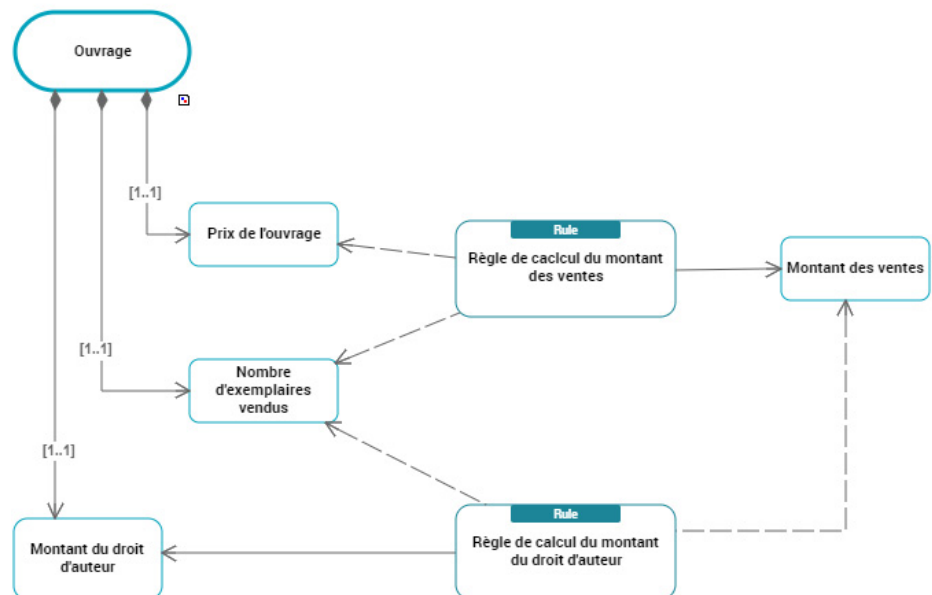 Ouvrage
[1..1]
Prix de l'ouvrage
Rule
Règle de caclcul du montant
des ventes
Montant des ventes
[1..1]
Nombre
d'exemplaires
vendus
[1..1]
Rule
Règle de calcul du montant
du droit d'auteur
Montant du droit
d'auteur